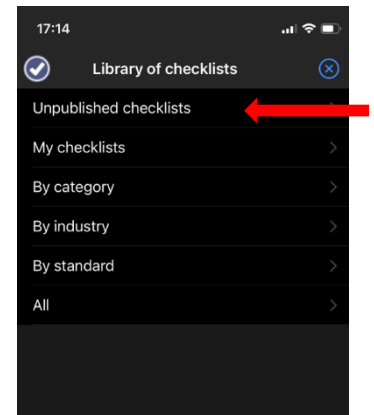 17:14
Library of checklists
Unpublished checklists
My checklists
By category
By industry
By standard
All